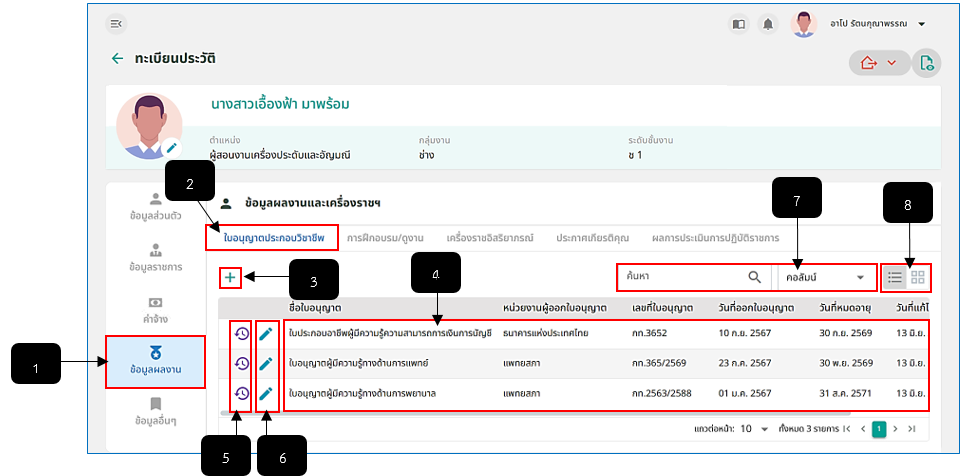 อาโป รัตนกุณาพรรณ
ทะเบียนประวัติ
นางสาวเอื้องฟ้า มาพร้อม
ตำแหน่ง กลุ่มงาน ระดับชั้นงาน
ผู้สอนงานเครื่องประดับและอัญมณี ช่าง ช 1
2 7 8
ข้อมูลส่วนตัว
ข้อมูลผลงานและเครื่องราชฯ
ใบอนุญาตประกอบวิชาชีพ การฝึกอบรม/ดูงาน เครื่องราชอิสริยาภรณ์ ประกาศเกียรติคุณ ผลการประเมินการปฏิบัติราชการ
ข้อมูลราชการ
3 4
ค้นหา คอลัมน์
ชื่อใบอนุญาต หน่วยงานผู้ออกใบอนุญาต เลขที่ใบอนุญาต วันที่ออกใบอนุญาต วันที่หมดอายุ วันที่แก้ไ
ค่าจ้าง
ใบประกอบอาชีพผู้มีความรู้ความสามารถการเงินการบัญชี ธนาคารแห่งประเทศไทย กก.3652 10 ก.ย. 2567 30 ก.ย. 2569 13 มิ.ย.
1
ข้อมูลผลงาน
ใบอนุญาตผู้มีความรู้ทางด้านการแพทย์ แพทยสภา กก.365/2569 23 ก.ค. 2567 30 พ.ย. 2569 13 มิ.ย.
ใบอนุญาตผู้มีความรู้ทางด้านการพยาบาล แพทยสภา กก.2563/2588 01 ม.ค. 2567 31 ส.ค. 2571 13 มิ.ย.
ข้อมูลอื่นๆ
แถวต่อหน้า: 10 ทั้งหมด 3 รายการ 1
5 6